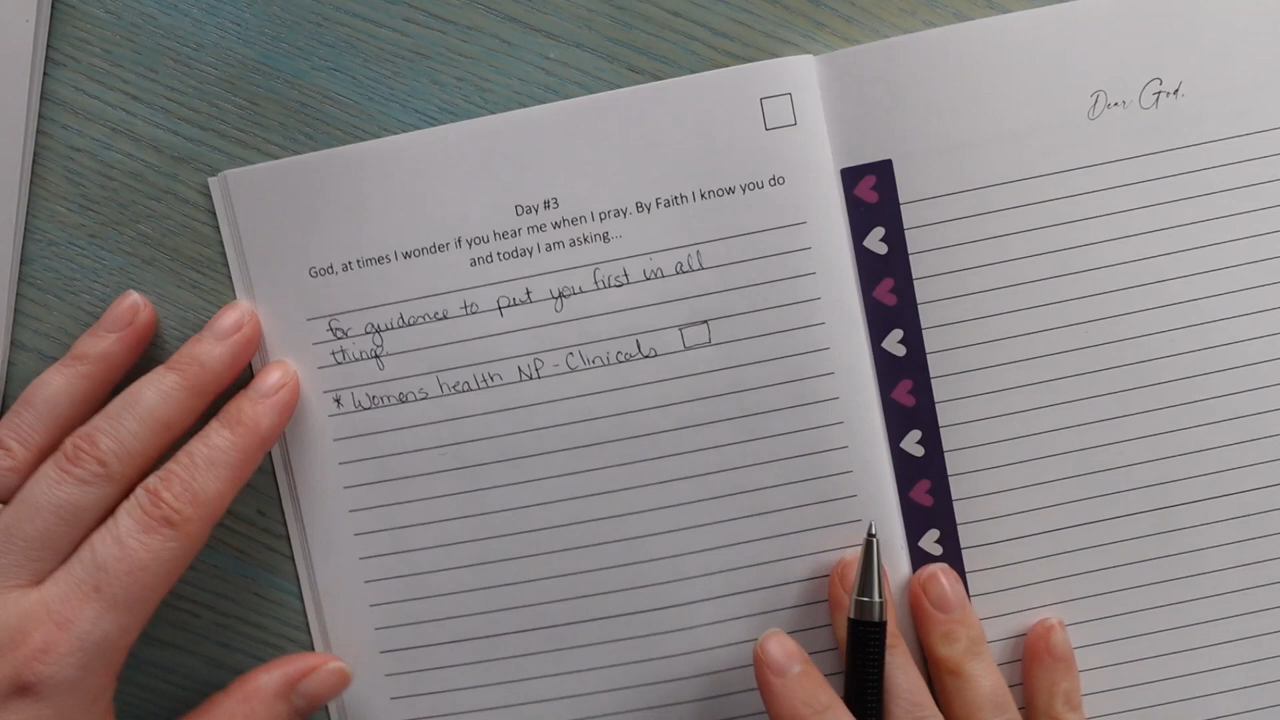 Day #3
God, at times I wonder if you hear me when I pray. By Faith I know you do
and today I am asking...
for guidance to put you first in all
things.
* Womens health NP - Clinicals
Dear God,